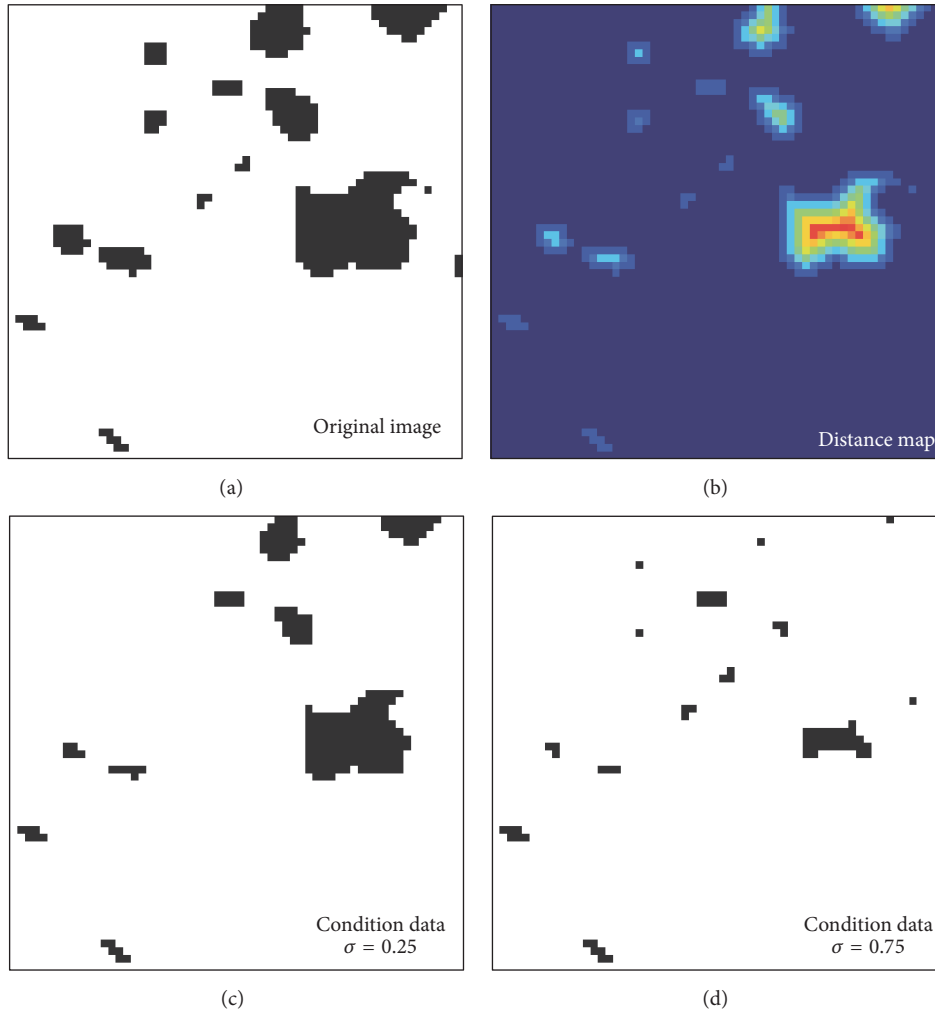 Original image
Distance map
(a)
(b)
Condition data
σ = 0.25
Condition data
σ = 0.75
(c)
(d)